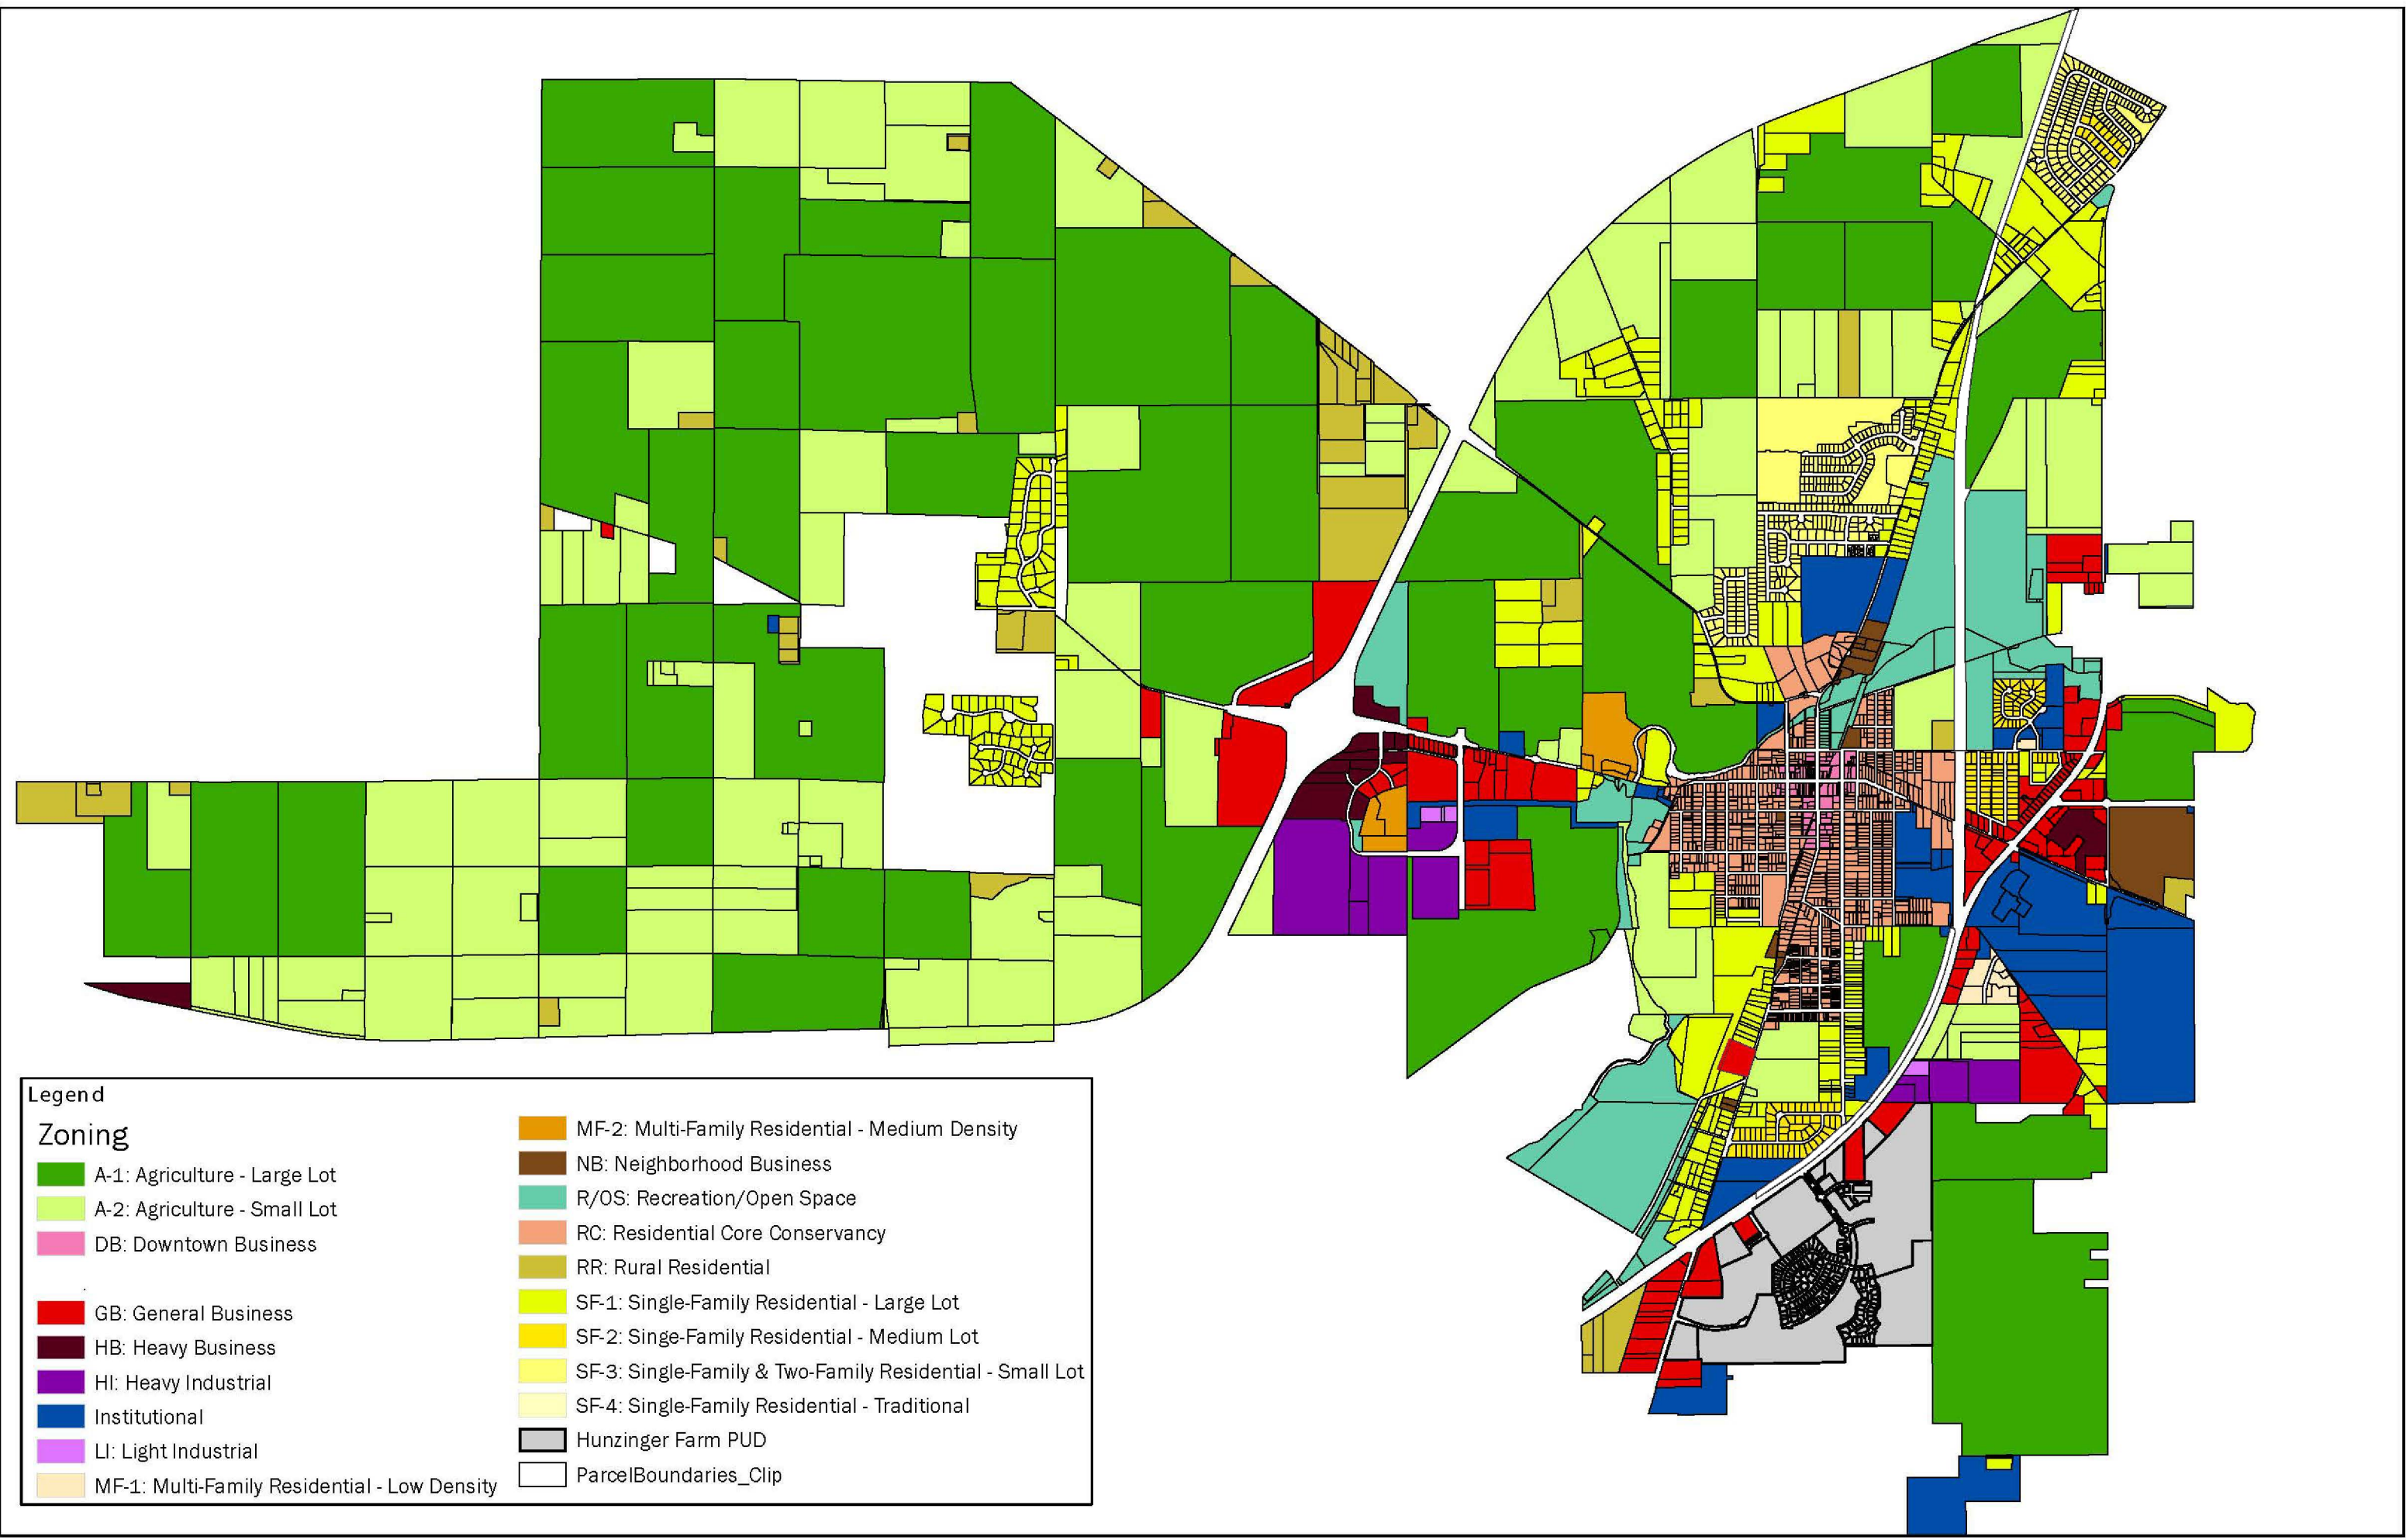 Legend
Zoning
A-1: Agriculture - Large Lot
A-2: Agriculture - Small Lot
DB: Downtown Business
GB: General Business
HB: Heavy Business
HI: Heavy Industrial
Institutional
LI: Light Industrial
MF-1: Multi-Family Residential - Low Density
MF-2: Multi-Family Residential - Medium Density
NB: Neighborhood Business
R/OS: Recreation/Open Space
RC: Residential Core Conservancy
RR: Rural Residential
SF-1: Single-Family Residential - Large Lot
SF-2: Singe-Family Residential - Medium Lot
SF-3: Single-Family & Two-Family Residential - Small Lot
SF-4: Single-Family Residential - Traditional
Hunzinger Farm PUD
ParcelBoundaries_Clip